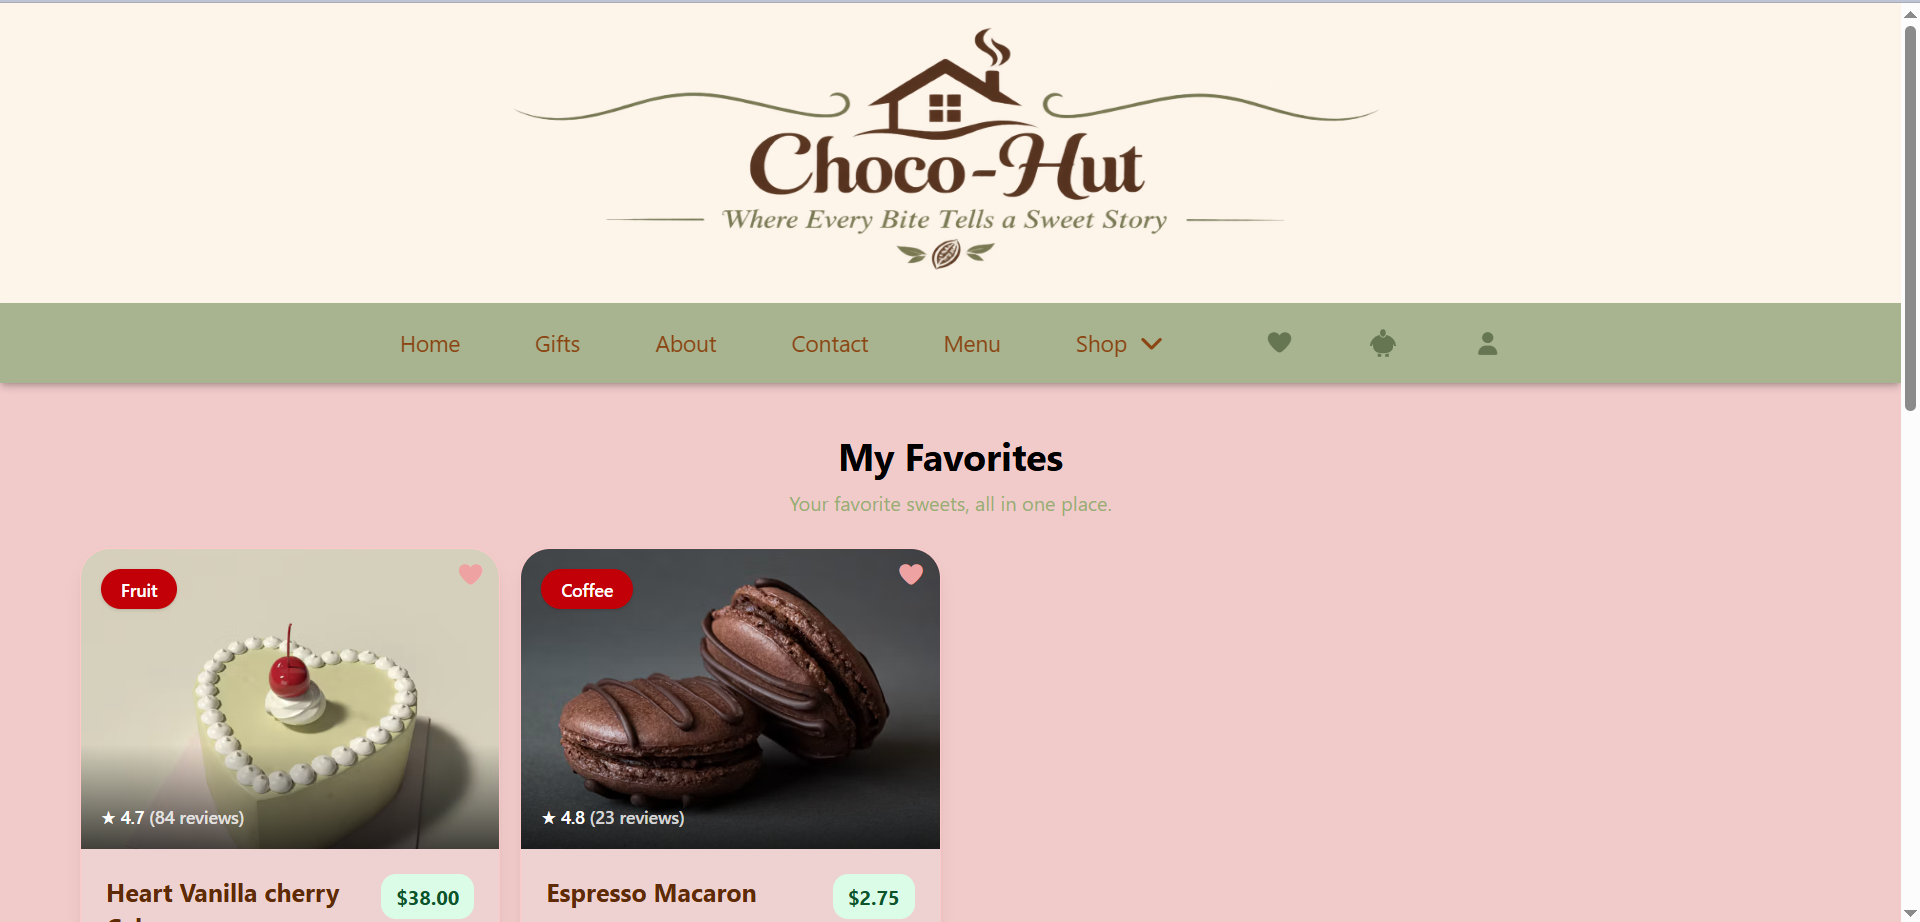 Choco-Hut
Where Every Bite Tells a Sweet Story
Home Gifts About Contact Menu Shop
My Favorites
Your favorite sweets, all in one place.
Fruit
★ 4.7 (84 reviews)
Heart Vanilla cherry
$38.00
Coffee
★ 4.8 (23 reviews)
Espresso Macaron
$2.75